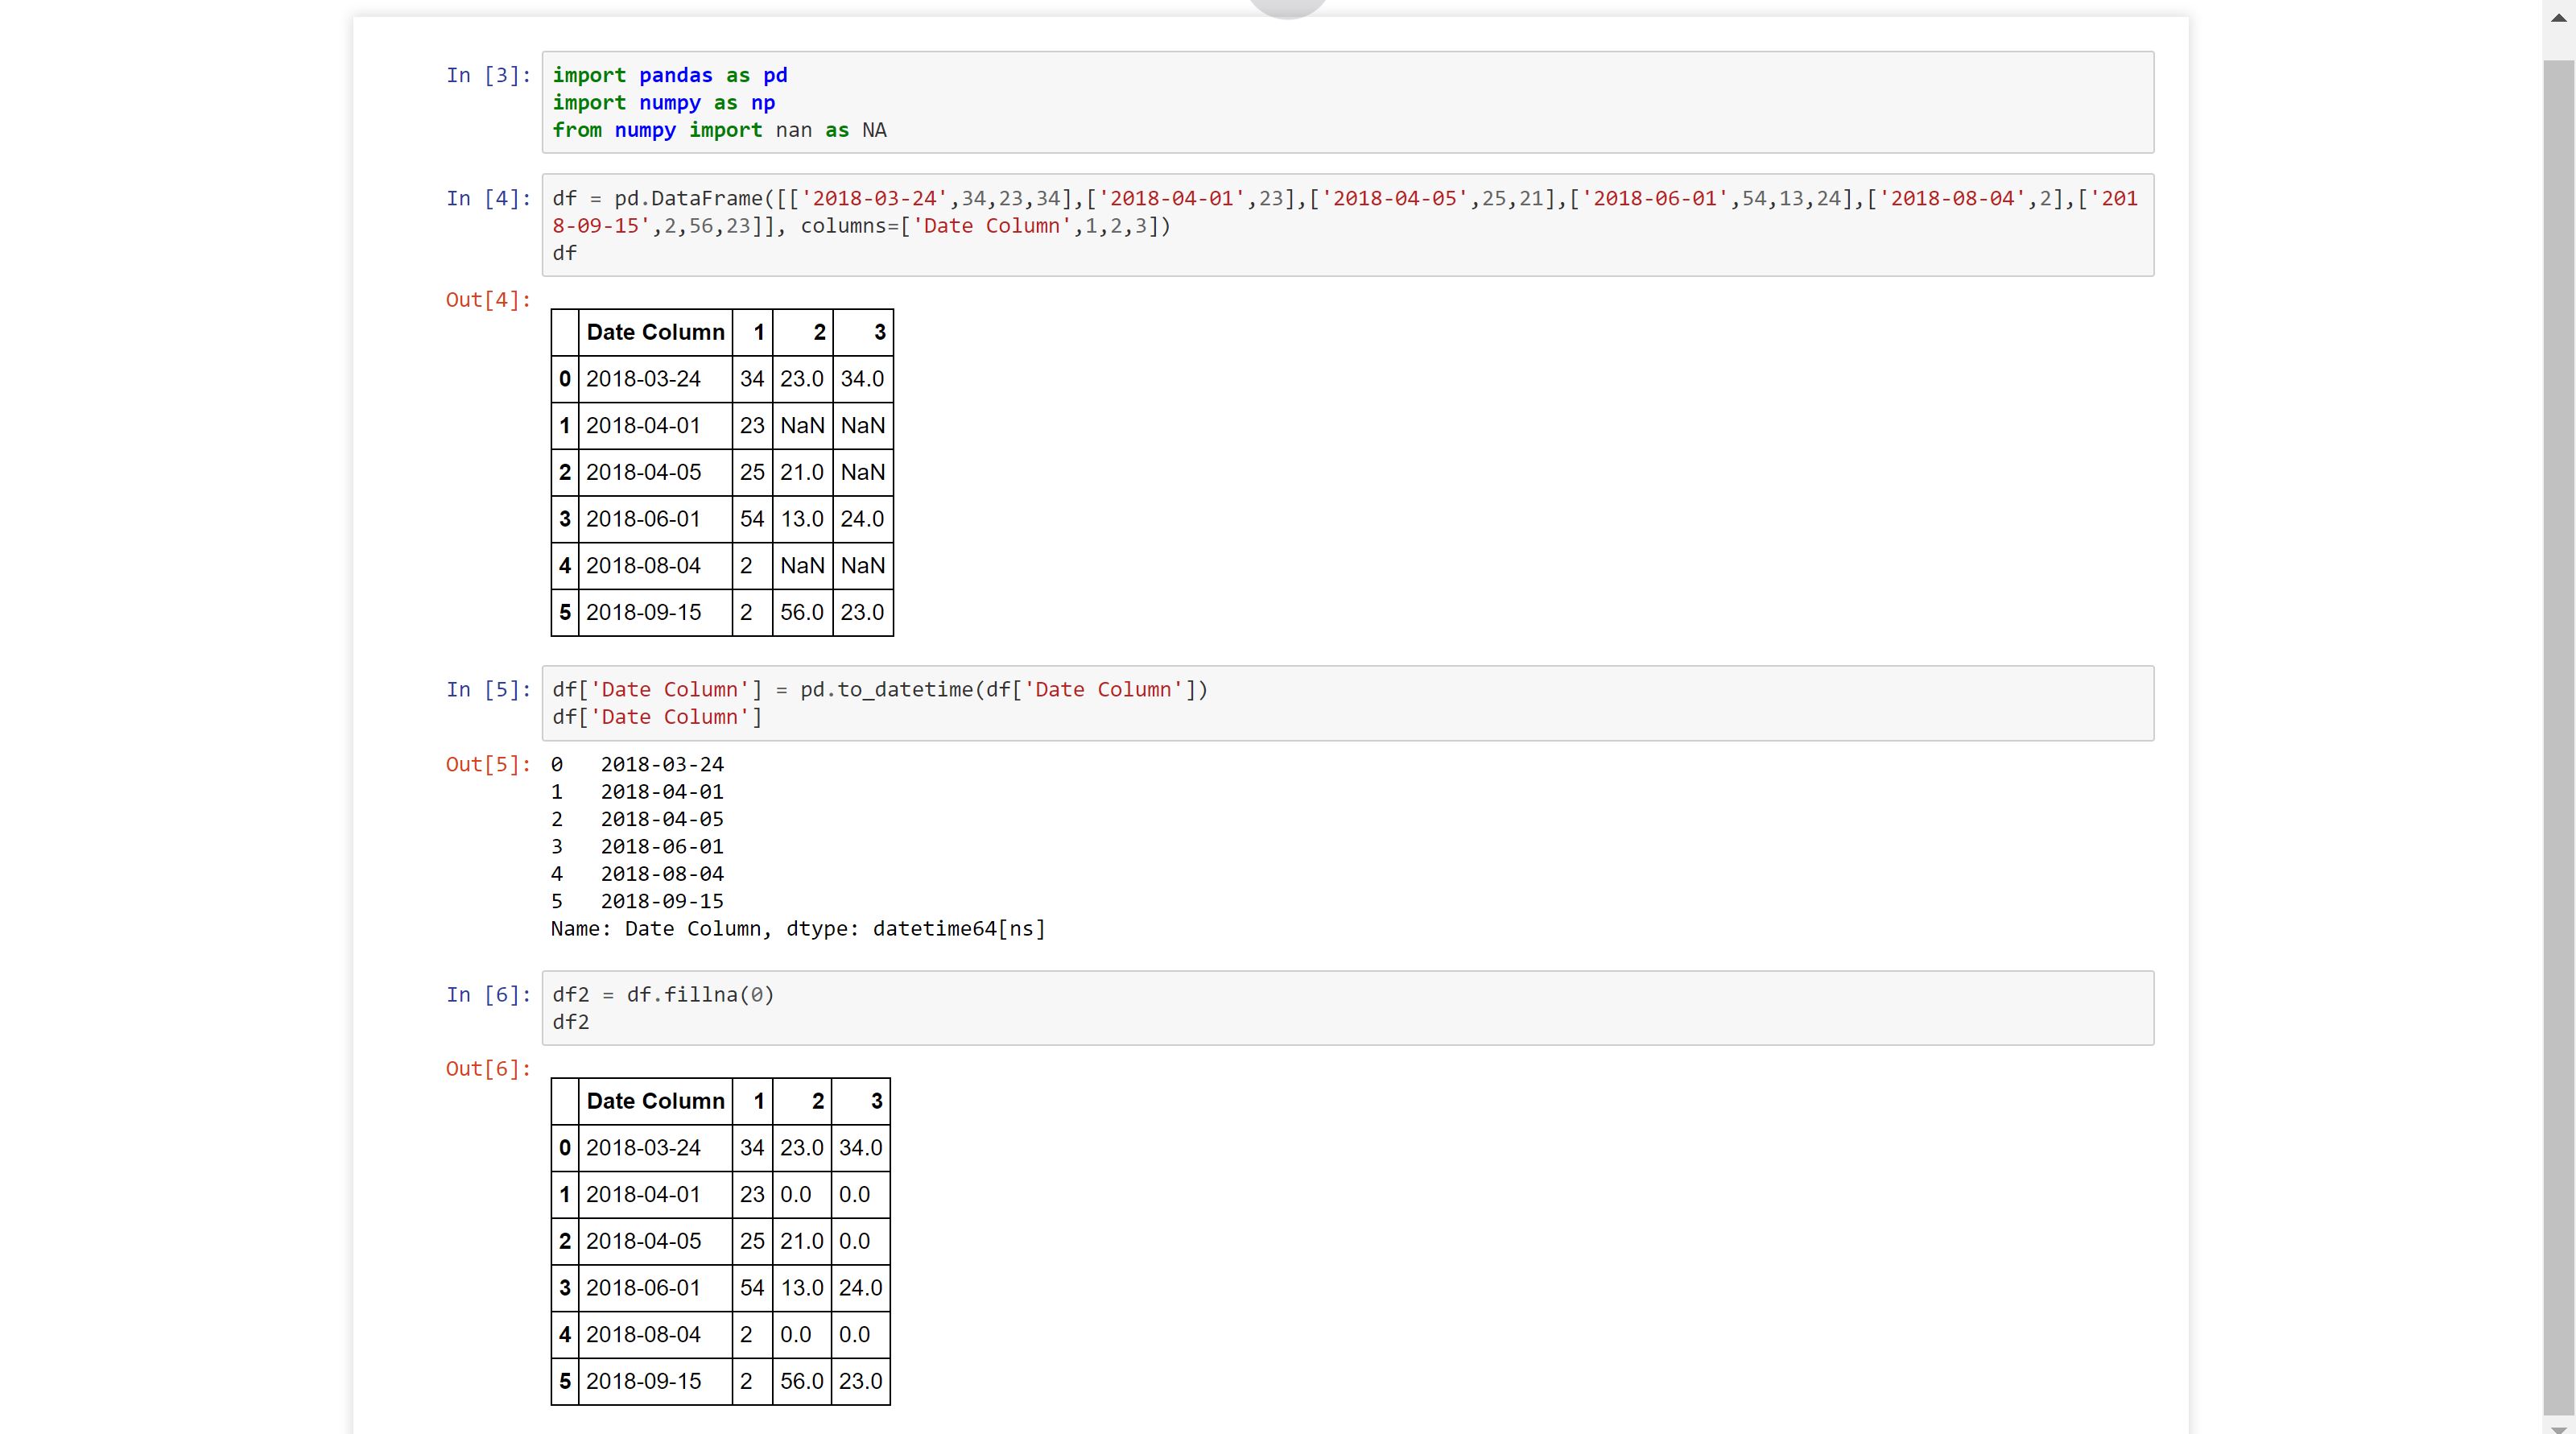 In [3]: import pandas as pd
import numpy as np
from numpy import nan as NA
In [4]: df = pd.DataFrame([['2018-03-24',34,23,34],['2018-04-01',23],['2018-04-05',25,21],['2018-06-01',54,13,24],['2018-08-04',2],['201
8-09-15',2,56,23]], columns=['Date Column',1,2,3])
df
Out[4]:
Date Column 1 2 3
0 2018-03-24 34 23.0 34.0
1 2018-04-01 23 NaN NaN
2 2018-04-05 25 21.0 NaN
3 2018-06-01 54 13.0 24.0
4 2018-08-04 2 NaN NaN
5 2018-09-15 2 56.0 23.0
In [5]: df['Date Column'] = pd.to_datetime(df['Date Column'])
df['Date Column']
Out[5]: 0 2018-03-24
1 2018-04-01
2 2018-04-05
3 2018-06-01
4 2018-08-04
5 2018-09-15
Name: Date Column, dtype: datetime64[ns]
In [6]: df2 = df.fillna(0)
df2
Out[6]:
Date Column 1 2 3
0 2018-03-24 34 23.0 34.0
1 2018-04-01 23 0.0 0.0
2 2018-04-05 25 21.0 0.0
3 2018-06-01 54 13.0 24.0
4 2018-08-04 2 0.0 0.0
5 2018-09-15 2 56.0 23.0